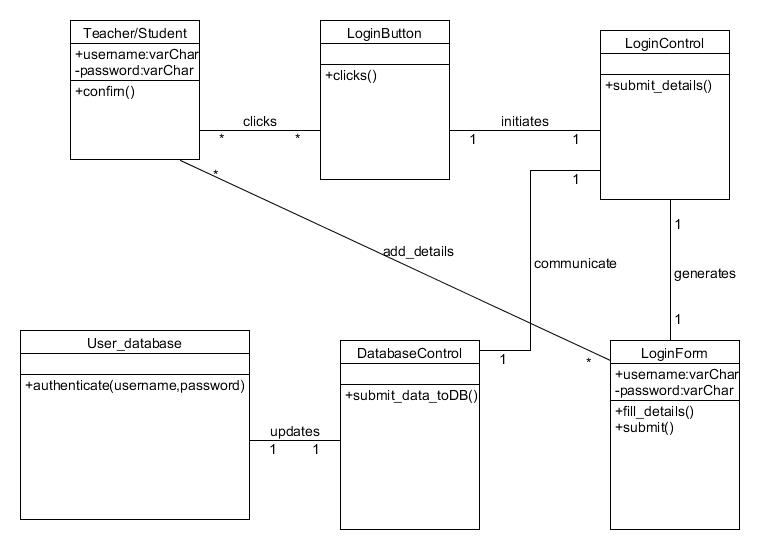 Teacher/Student
+username:varChar
-password:varChar
+confirm()
LoginButton
+clicks()
LoginControl
+submit_details()
clicks
*
*
initiates
1
1
*
1
add_details
communicate
1
generates
1
1
*
User_database
+authenticate(username,password)
DatabaseControl
+submit_data_toDB()
LoginForm
+username:varChar
-password:varChar
+fill_details()
+submit()
updates
1
1